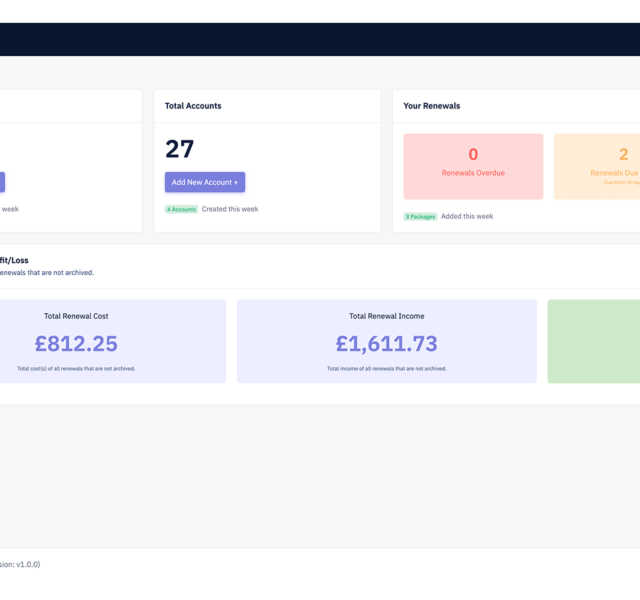 Total Accounts
Your Renewals
27
0
Renewals Overdue
2
Renewals Due
Add New Account +
week
4 Accounts Created this week
3 Packages Added this week
fit/Loss
enewals that are not archived.
Total Renewal Cost
£812.25
Total cost(s) of all renewals that are not archived.
Total Renewal Income
£1,611.73
Total income of all renewals that are not archived.
sion: v1.0.0)